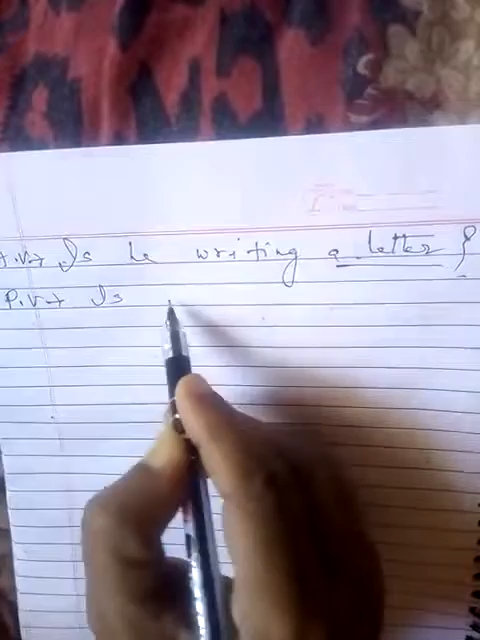 A.V→ Is he writing a letter ?
P.V→ Is